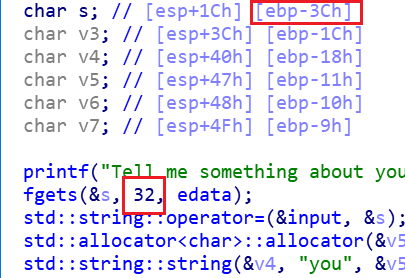 char s; // [esp+1Ch] [ebp-3Ch]
char v3; // [esp+3Ch] [ebp-1Ch]
char v4; // [esp+40h] [ebp-18h]
char v5; // [esp+47h] [ebp-11h]
char v6; // [esp+48h] [ebp-10h]
char v7; // [esp+4Fh] [ebp-9h]
printf("Tell me something about you
fgets(&s, 32, edata);
std::string::operator=(&input, &s);
std::allocator<char>::allocator(&v5
std::string::string(&v4, "you", &v5